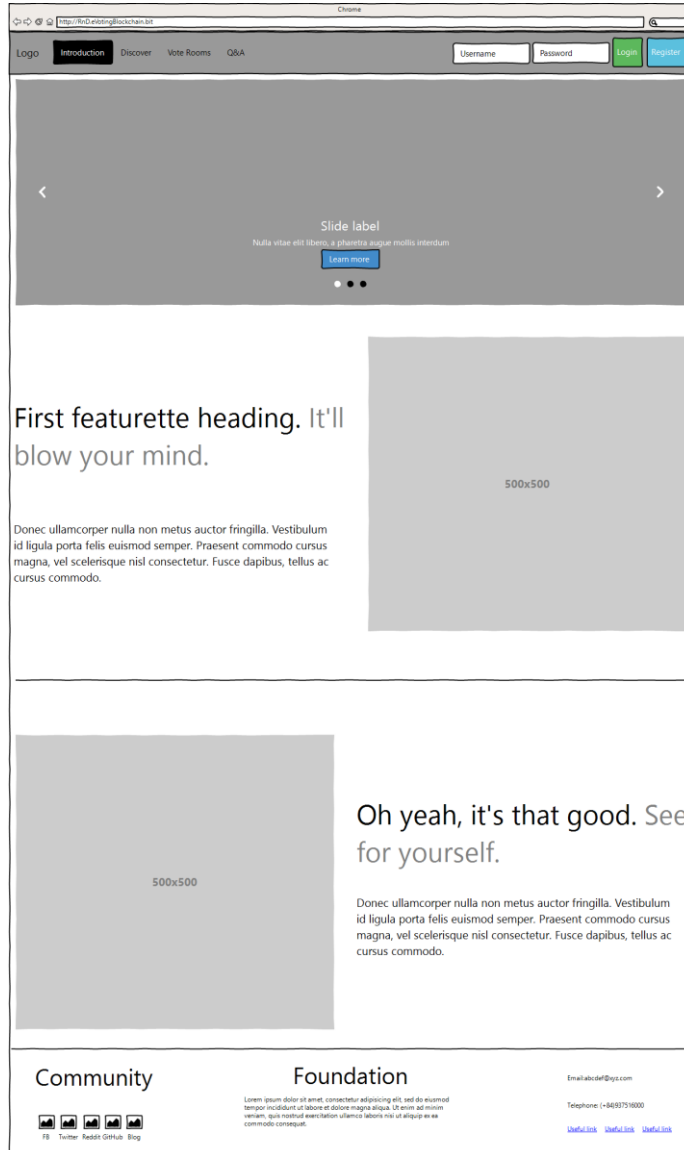 Chrome
http://RnD.eVotingBlockchain.bit
Logo Introduction Discover Vote Rooms Q&A Username Password Login Register
Slide label
Nulla vitae elit libero, a pharetra augue mollis interdum
Learn more
First featurette heading. It'll
blow your mind.
500x500
Donec ullamcorper nulla non metus auctor fringilla. Vestibulum
id ligula porta felis euismod semper. Praesent commodo cursus
magna, vel scelerisque nisl consectetur. Fusce dapibus, tellus ac
cursus commodo.
500x500
Oh yeah, it's that good. See
for yourself.
Donec ullamcorper nulla non metus auctor fringilla. Vestibulum
id ligula porta felis euismod semper. Praesent commodo cursus
magna, vel scelerisque nisl consectetur. Fusce dapibus, tellus ac
cursus commodo.
Community
FB Twitter Reddit GitHub Blog
Foundation
Lorem ipsum dolor sit amet, consectetur adipisicing elit, sed do eiusmod
tempor incididunt ut labore et dolore magna aliqua. Ut enim ad minim
veniam, quis nostrud exercitation ullamco laboris nisi ut aliquip ex ea
commodo consequat.
Email:abcdef@xyz.com
Telephone: (+84)937516000
Useful link Useful link Useful link